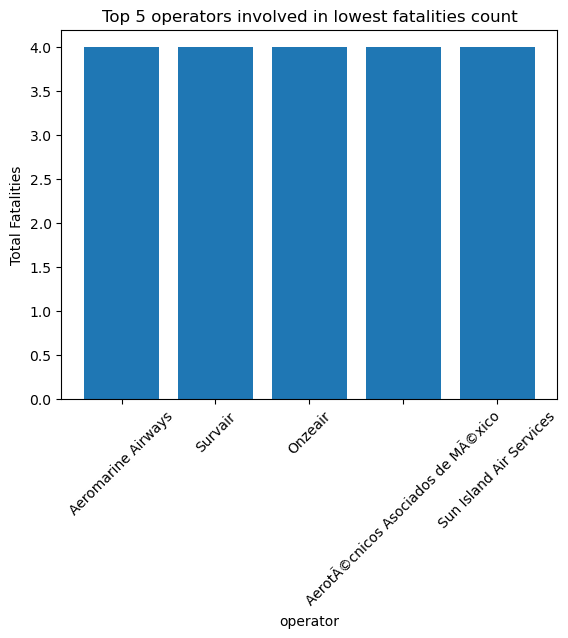 Top 5 operators involved in lowest fatalities count
Total Fatalities
4.0
3.5
3.0
2.5
2.0
1.5
1.0
0.5
0.0
Aeromarine Airways
Survair
Onzeair
AerotÃ©cnicos Asociados de MÃ©xico
Sun Island Air Services
operator